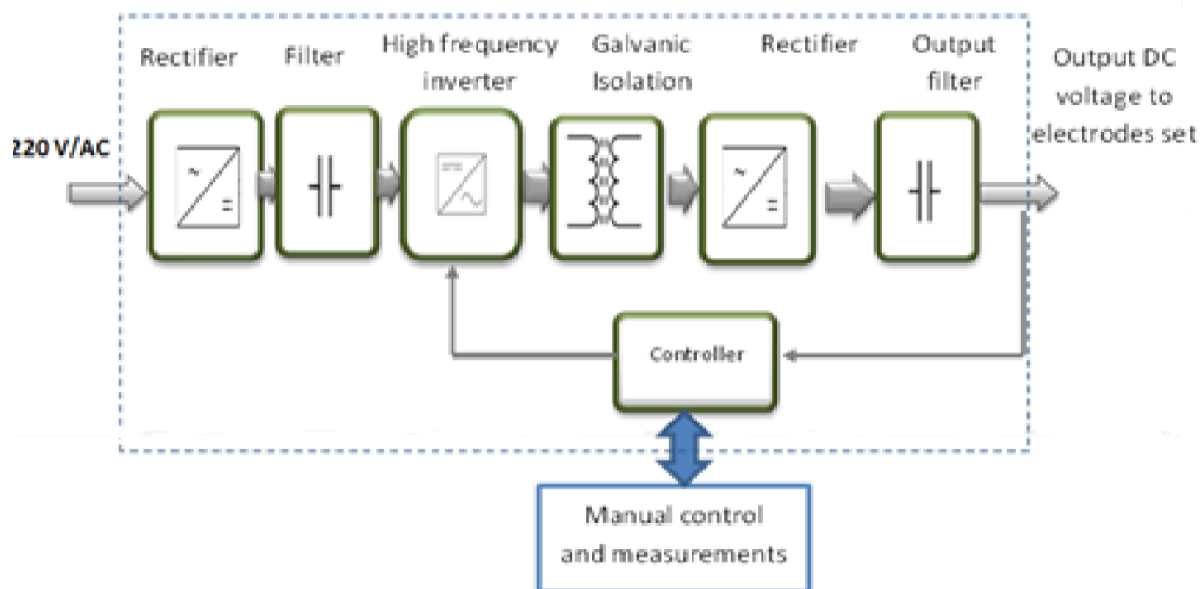 Rectifier
Filter
High frequency
inverter
Galvanic
Isolation
Rectifier
Output
filter
Output DC
voltage to
electrodes set
220 V/AC
Controller
Manual control
and measurements